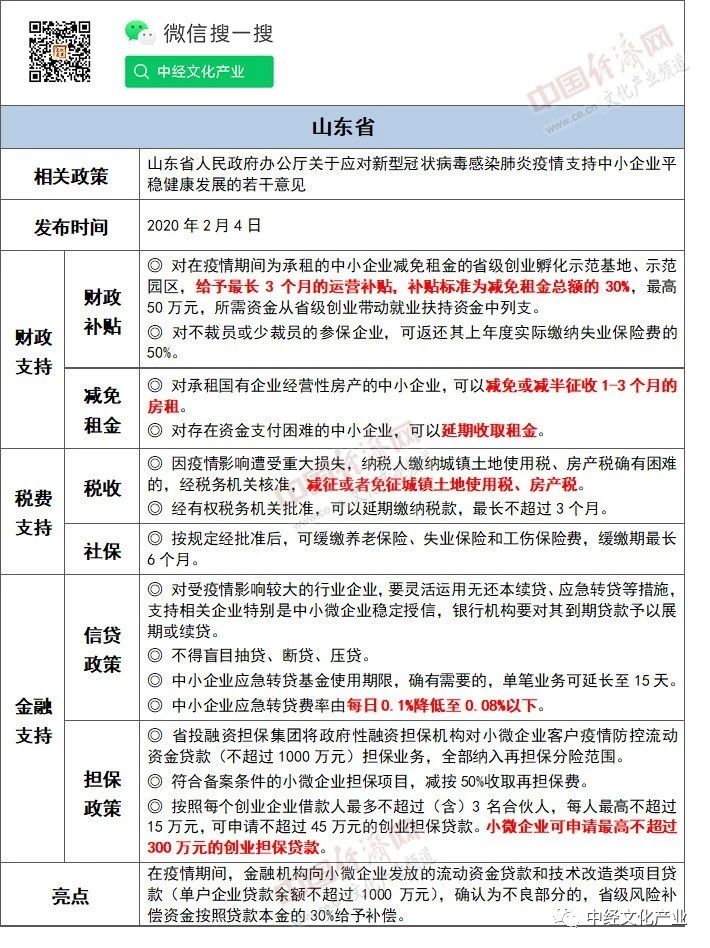 微信搜一搜
中经文化产业
中国经济网
www.ce.cn 文化产业频道
山东省
相关政策
山东省人民政府办公厅关于应对新型冠状病毒感染肺炎疫情支持中小企业平
稳健康发展的若干意见
发布时间
2020 年 2 月 4 日
财政
支持
财政
补贴
◎ 对在疫情期间为承租的中小企业减免租金的省级创业孵化示范基地、示范
园区，给予最长 3 个月的运营补贴，补贴标准为减免租金总额的 30%，最高
50 万元，所需资金从省级创业带动就业扶持资金中列支。
◎ 对不裁员或少裁员的参保企业，可返还其上年度实际缴纳失业保险费的
50%。
减免
租金
◎ 对承租国有企业经营性房产的中小企业，可以减免或减半征收 1-3 个月的
房租。
◎ 对存在资金支付困难的中小企业，可以延期收取租金。
税费
支持
税收
◎ 因疫情影响遭受重大损失，纳税人缴纳城镇土地使用税、房产税确有困难
的，经税务机关核准，减征或者免征城镇土地使用税、房产税。
◎ 经有权税务机关批准，可以延期缴纳税款，最长不超过 3 个月。
社保
◎ 按规定经批准后，可缓缴养老保险、失业保险和工伤保险费，缓缴期最长
6 个月。
金融
支持
信贷
政策
◎ 对受疫情影响较大的行业企业，要灵活运用无还本续贷、应急转贷等措施，
支持相关企业特别是中小微企业稳定授信，银行机构要对其到期贷款予以展
期或续贷。
◎ 不得盲目抽贷、断贷、压贷。
◎ 中小企业应急转贷基金使用期限，确有需要的，单笔业务可延长至 15 天。
◎ 中小企业应急转贷费率由每日 0.1%降低至 0.08%以下。
担保
政策
◎ 省投融资担保集团将政府性融资担保机构对小微企业客户疫情防控流动
资金贷款（不超过 1000 万元）担保业务，全部纳入再担保分险范围。
◎ 符合备案条件的小微企业担保项目，减按 50%收取再担保费。
◎ 按照每个创业企业借款人最多不超过（含）3 名合伙人，每人最高不超过
15 万元，可申请不超过 45 万元的创业担保贷款。小微企业可申请最高不超过
300 万元的创业担保贷款。
亮点
在疫情期间，金融机构向小微企业发放的流动资金贷款和技术改造类项目贷
款（单户企业贷款余额不超过 1000 万元），确认为不良部分的，省级风险补
偿资金按照贷款本金的 30%给予补偿。
中经文化产业